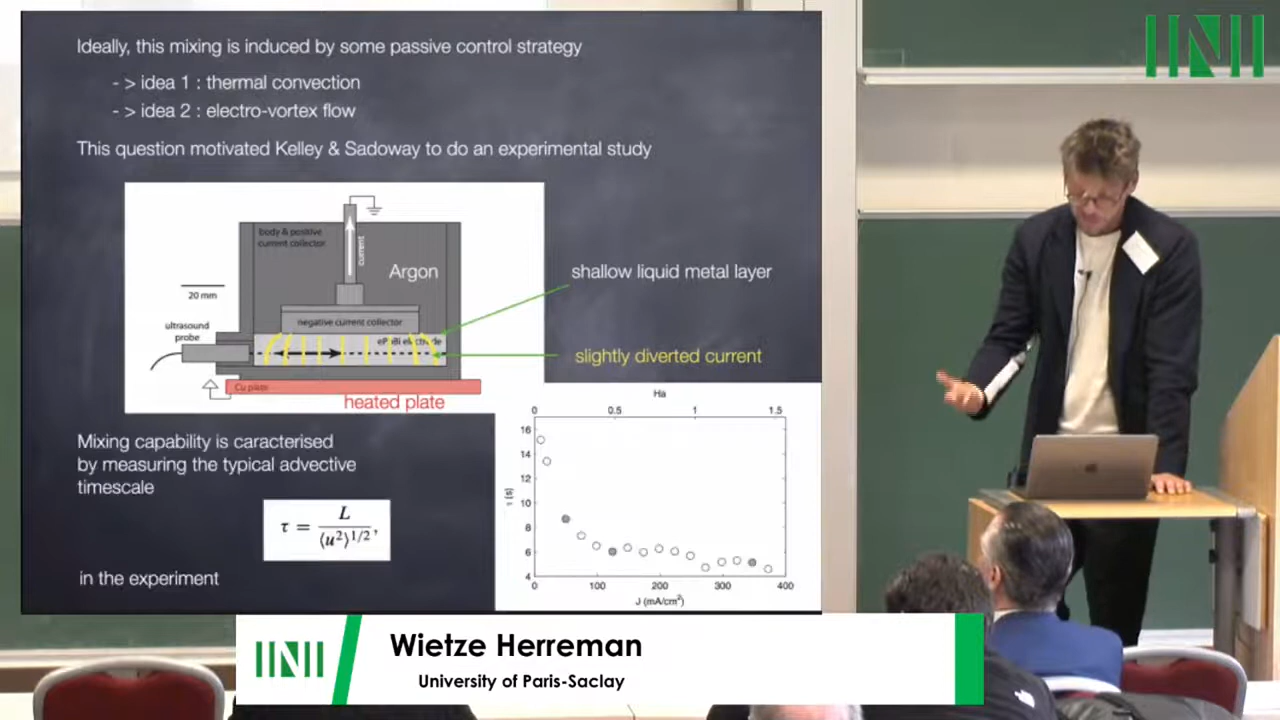 Ideally, this mixing is induced by some passive control strategy
- > idea 1 : thermal convection
- > idea 2 : electro-vortex flow
This question motivated Kelley & Sadoway to do an experimental study
body & positive
current collector
current
Argon
20 mm
negative current collector
ultrasound
probe
ePbBi electrode
Cu plate
heated plate
shallow liquid metal layer
slightly diverted current
Mixing capability is caracterised
by measuring the typical advective
timescale
τ = L / ⟨u²⟩^1/2 ,
in the experiment
Ha
0 0.5 1 1.5
16
14
12
10
8
6
4
τ (s)
0 100 200 300 400
J (mA/cm²)
Wietze Herreman
University of Paris-Saclay